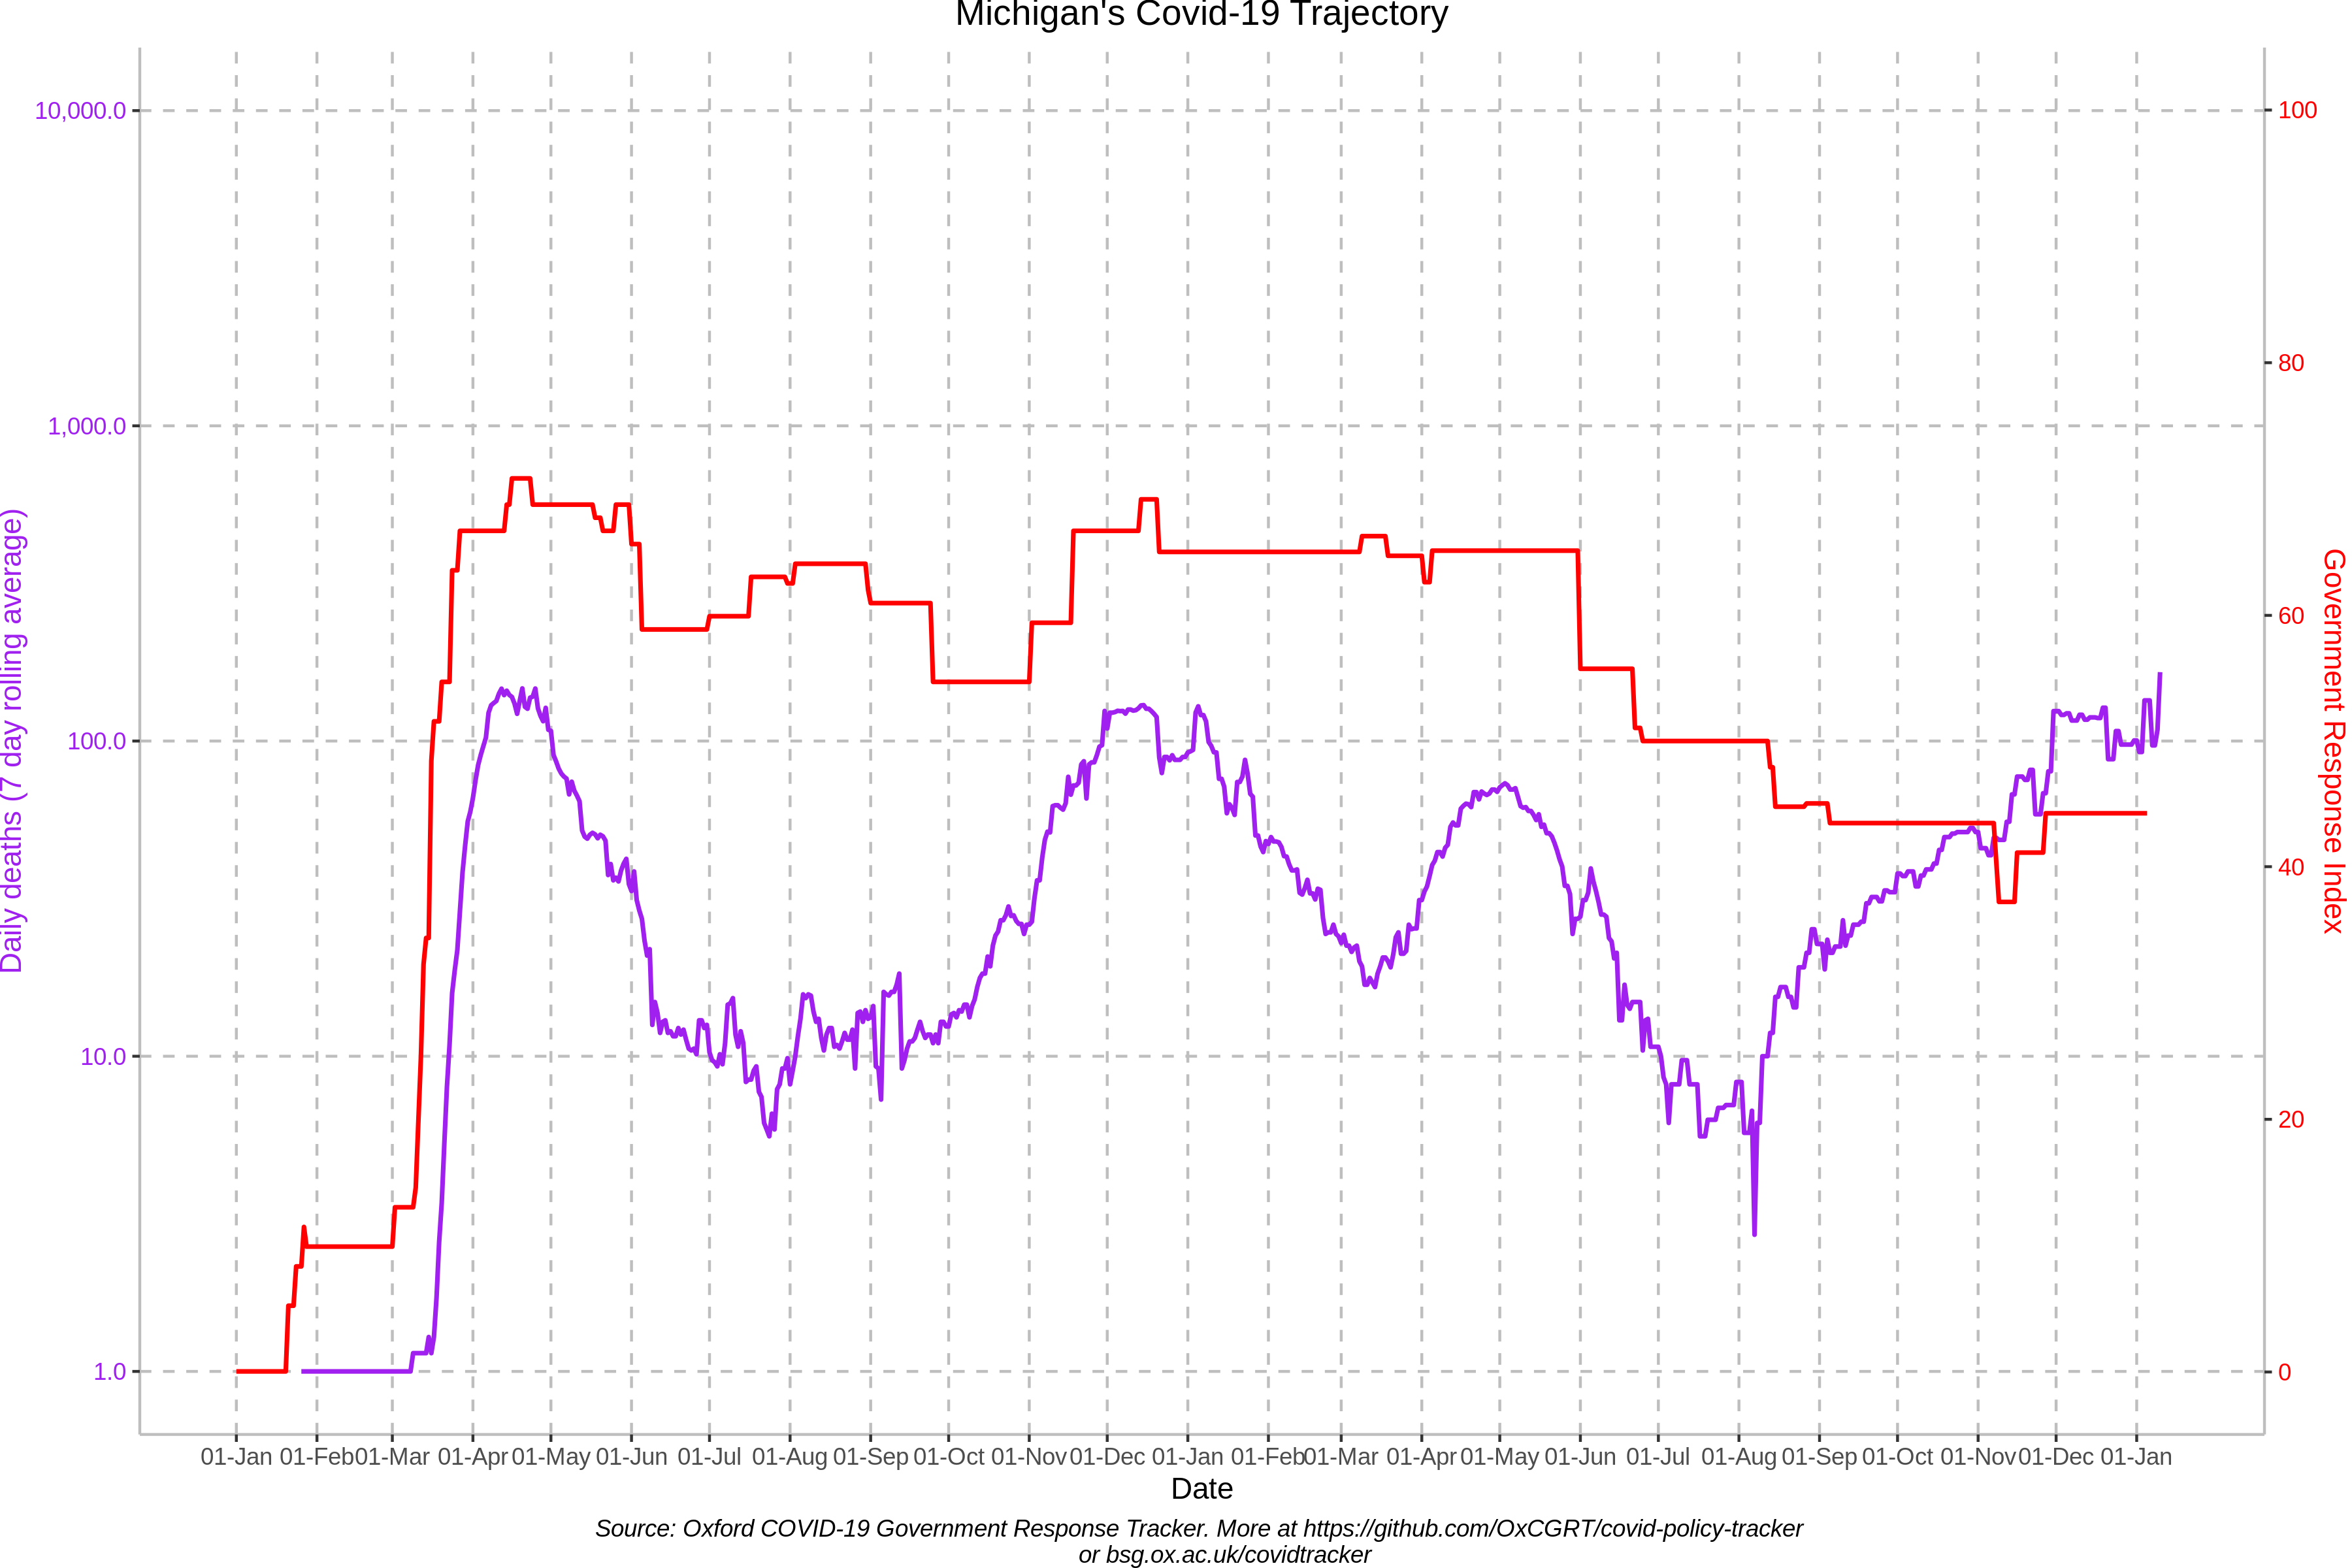 Michigan's Covid-19 Trajectory
10,000.0
1,000.0
100.0
10.0
1.0
Daily deaths (7 day rolling average)
100
80
60
40
20
0
Government Response Index
01-Jan 01-Feb 01-Mar 01-Apr 01-May 01-Jun 01-Jul 01-Aug 01-Sep 01-Oct 01-Nov 01-Dec 01-Jan 01-Feb 01-Mar 01-Apr 01-May 01-Jun 01-Jul 01-Aug 01-Sep 01-Oct 01-Nov 01-Dec 01-Jan
Date
Source: Oxford COVID-19 Government Response Tracker. More at https://github.com/OxCGRT/covid-policy-tracker
or bsg.ox.ac.uk/covidtracker